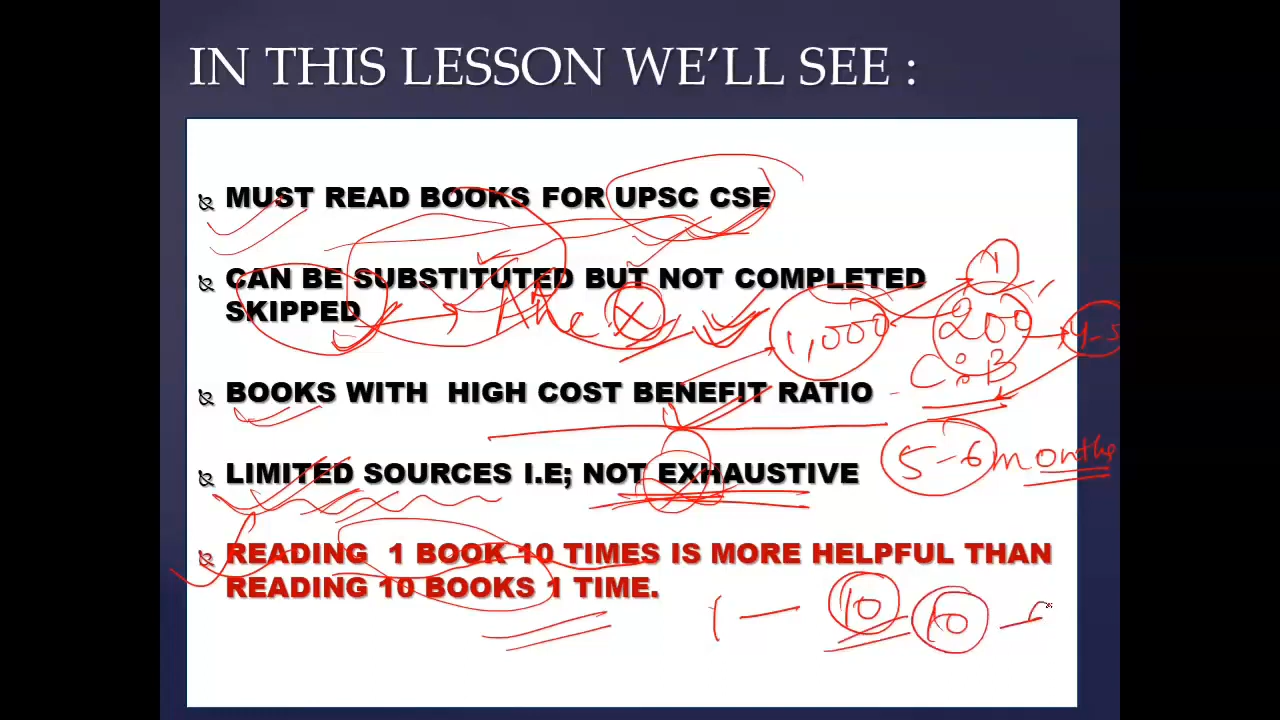 IN THIS LESSON WE'LL SEE :
MUST READ BOOKS FOR UPSC CSE
CAN BE SUBSTITUTED BUT NOT COMPLETED
SKIPPED
1,000 200 4-5
C:B
BOOKS WITH HIGH COST BENEFIT RATIO
5-6 months
LIMITED SOURCES I.E; NOT EXHAUSTIVE
READING 1 BOOK 10 TIMES IS MORE HELPFUL THAN
READING 10 BOOKS 1 TIME.
1 — 10 10 —